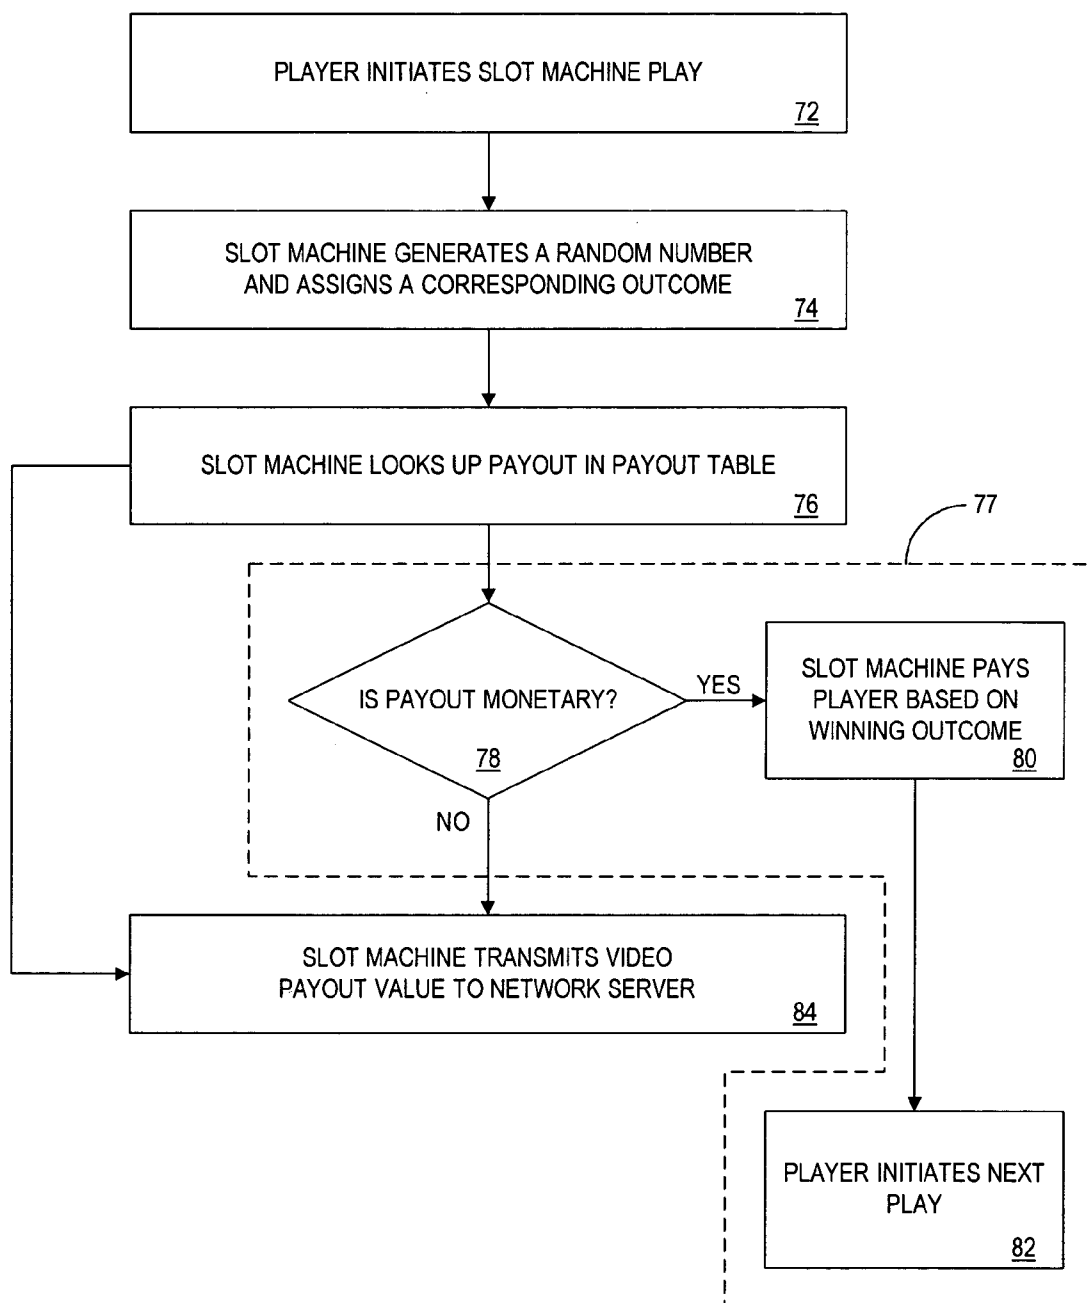 PLAYER INITIATES SLOT MACHINE PLAY
72
SLOT MACHINE GENERATES A RANDOM NUMBER
AND ASSIGNS A CORRESPONDING OUTCOME
74
SLOT MACHINE LOOKS UP PAYOUT IN PAYOUT TABLE
76
77
IS PAYOUT MONETARY?
78
YES
SLOT MACHINE PAYS
PLAYER BASED ON
WINNING OUTCOME
80
NO
SLOT MACHINE TRANSMITS VIDEO
PAYOUT VALUE TO NETWORK SERVER
84
PLAYER INITIATES NEXT
PLAY
82